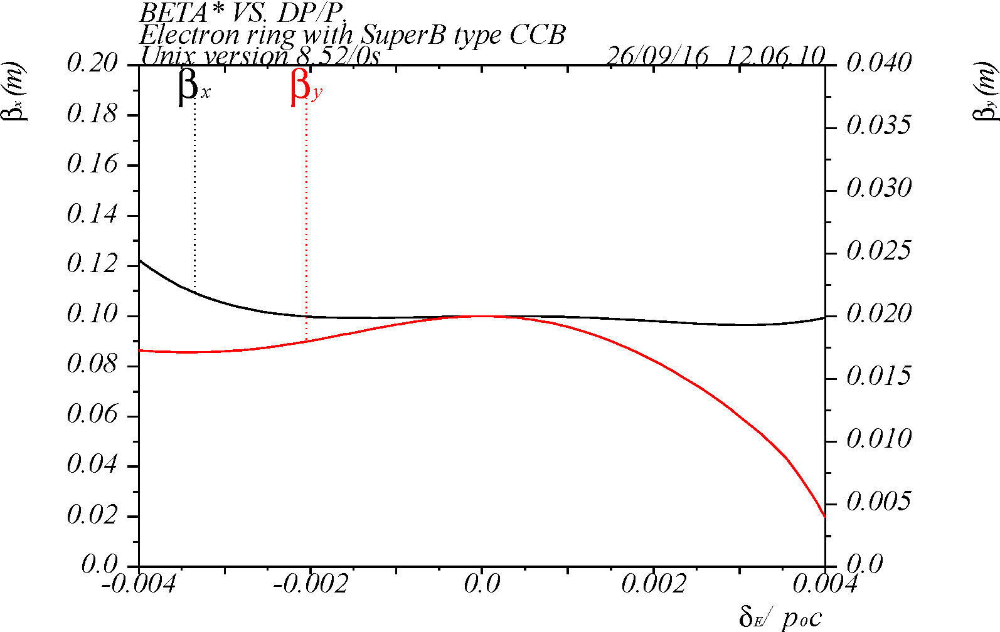 BETA* VS. DP/P,
Electron ring with SuperB type CCB
Unix version 8.52/0s 26/09/16 12.06.10
βx (m)
0.20
0.18
0.16
0.14
0.12
0.10
0.08
0.06
0.04
0.02
0.0
βx
βy
βy (m)
0.040
0.035
0.030
0.025
0.020
0.015
0.010
0.005
0.0
-0.004 -0.002 0.0 0.002 0.004
δE/ p0c